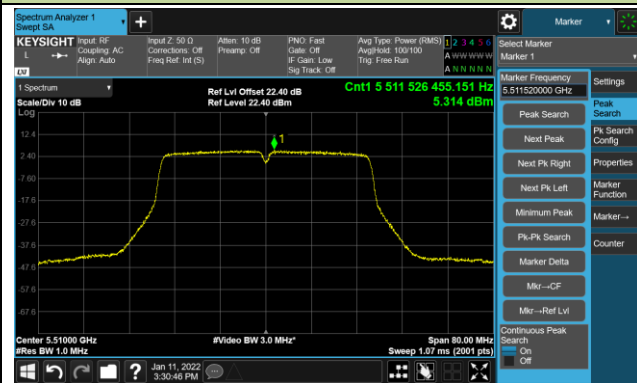 Spectrum Analyzer 1
Swept SA
+
Marker
KEYSIGHT
L
LXI
Input: RF
Coupling: AC
Align: Auto
Input Z: 50 Ω
Corrections: Off
Freq Ref: Int (S)
Atten: 10 dB
Preamp: Off
PNO: Fast
Gate: Off
IF Gain: Low
Sig Track: Off
Avg Type: Power (RMS)
Avg|Hold: 100/100
Trig: Free Run
1 2 3 4 5 6
A W W W W W
A N N N N N
Select Marker
Marker 1
1 Spectrum
Scale/Div 10 dB
Log
Ref Lvl Offset 22.40 dB
Ref Level 22.40 dBm
Cnt1 5 511 526 455.151 Hz
5.314 dBm
1
12.4
2.40
-7.60
-17.6
-27.6
-37.6
-47.6
-57.6
-67.6
Center 5.51000 GHz
#Res BW 1.0 MHz
#Video BW 3.0 MHz*
Span 80.00 MHz
Sweep 1.07 ms (2001 pts)
Marker Frequency
5.511520000 GHz
Peak Search
Next Peak
Next Pk Right
Next Pk Left
Minimum Peak
Pk-Pk Search
Marker Delta
Mkr→CF
Mkr→Ref Lvl
Continuous Peak
Search
On
Off
Settings
Peak
Search
Pk Search
Config
Properties
Marker
Function
Marker→
Counter
?
Jan 11, 2022
3:30:46 PM